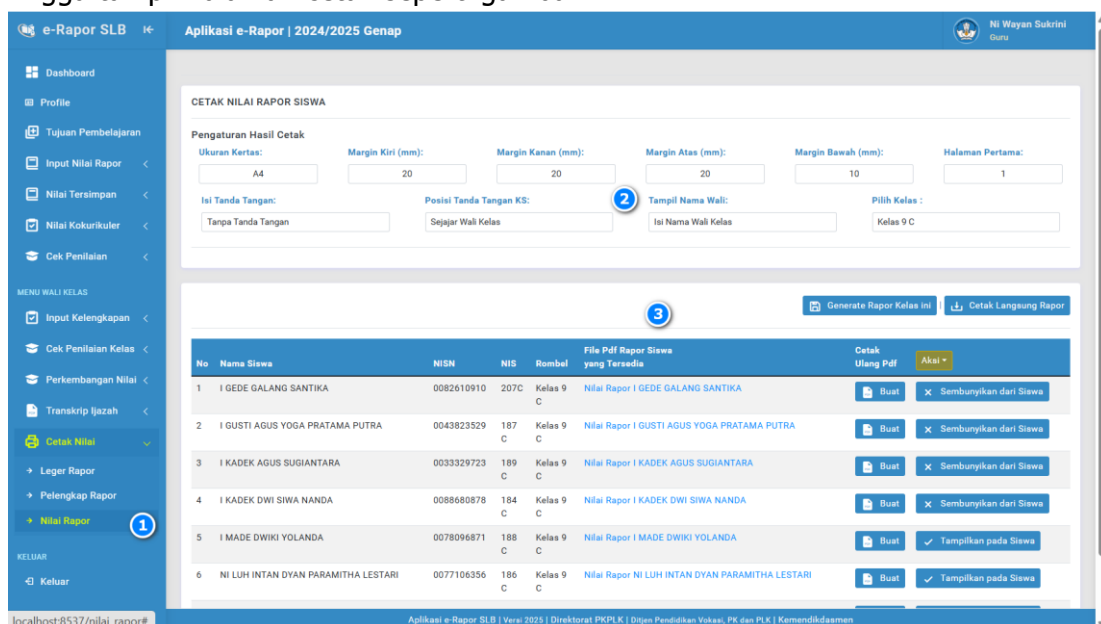 e-Rapor SLB
Aplikasi e-Rapor | 2024/2025 Genap
Ni Wayan Sukrini
Guru
Dashboard
Profile
Tujuan Pembelajaran
Input Nilai Rapor
Nilai Tersimpan
Nilai Kokurikuler
Cek Penilaian
MENU WALI KELAS
Input Kelengkapan
Cek Penilaian Kelas
Perkembangan Nilai
Transkrip Ijazah
Cetak Nilai
Leger Rapor
Pelengkap Rapor
Nilai Rapor
1
KELUAR
Keluar
localhost:8537/nilai_rapor#
CETAK NILAI RAPOR SISWA
Pengaturan Hasil Cetak
Ukuran Kertas: Margin Kiri (mm): Margin Kanan (mm): Margin Atas (mm): Margin Bawah (mm): Halaman Pertama:
A4 20 20 20 10 1
Isi Tanda Tangan: Posisi Tanda Tangan KS: 2 Tampil Nama Wali: Pilih Kelas :
Tanpa Tanda Tangan Sejajar Wali Kelas Isi Nama Wali Kelas Kelas 9 C
3 Generate Rapor Kelas ini | Cetak Langsung Rapor
No Nama Siswa NISN NIS Rombel File Pdf Rapor Siswa yang Tersedia Cetak Ulang Pdf Akai
1 I GEDE GALANG SANTIKA 0082610910 207C Kelas 9 C Nilai Rapor I GEDE GALANG SANTIKA Buat Sembunyikan dari Siswa
2 I GUSTI AGUS YOGA PRATAMA PUTRA 0043823529 187 C Kelas 9 C Nilai Rapor I GUSTI AGUS YOGA PRATAMA PUTRA Buat Sembunyikan dari Siswa
3 I KADEK AGUS SUGIANTARA 0033329723 189 C Kelas 9 C Nilai Rapor I KADEK AGUS SUGIANTARA Buat Sembunyikan dari Siswa
4 I KADEK DWI SIWA NANDA 0088680878 184 C Kelas 9 C Nilai Rapor I KADEK DWI SIWA NANDA Buat Sembunyikan dari Siswa
5 I MADE DWIKI YOLANDA 0078096871 188 C Kelas 9 C Nilai Rapor I MADE DWIKI YOLANDA Buat Tampilkan pada Siswa
6 NI LUH INTAN DYAN PARAMITHA LESTARI 0077106356 186 C Kelas 9 C Nilai Rapor NI LUH INTAN DYAN PARAMITHA LESTARI Buat Tampilkan pada Siswa
Aplikasi e-Rapor SLB | Versi 2025 | Direktorat PKPLK | Ditjen Pendidikan Vokasi, PK dan PLK | Kemendikdasmen